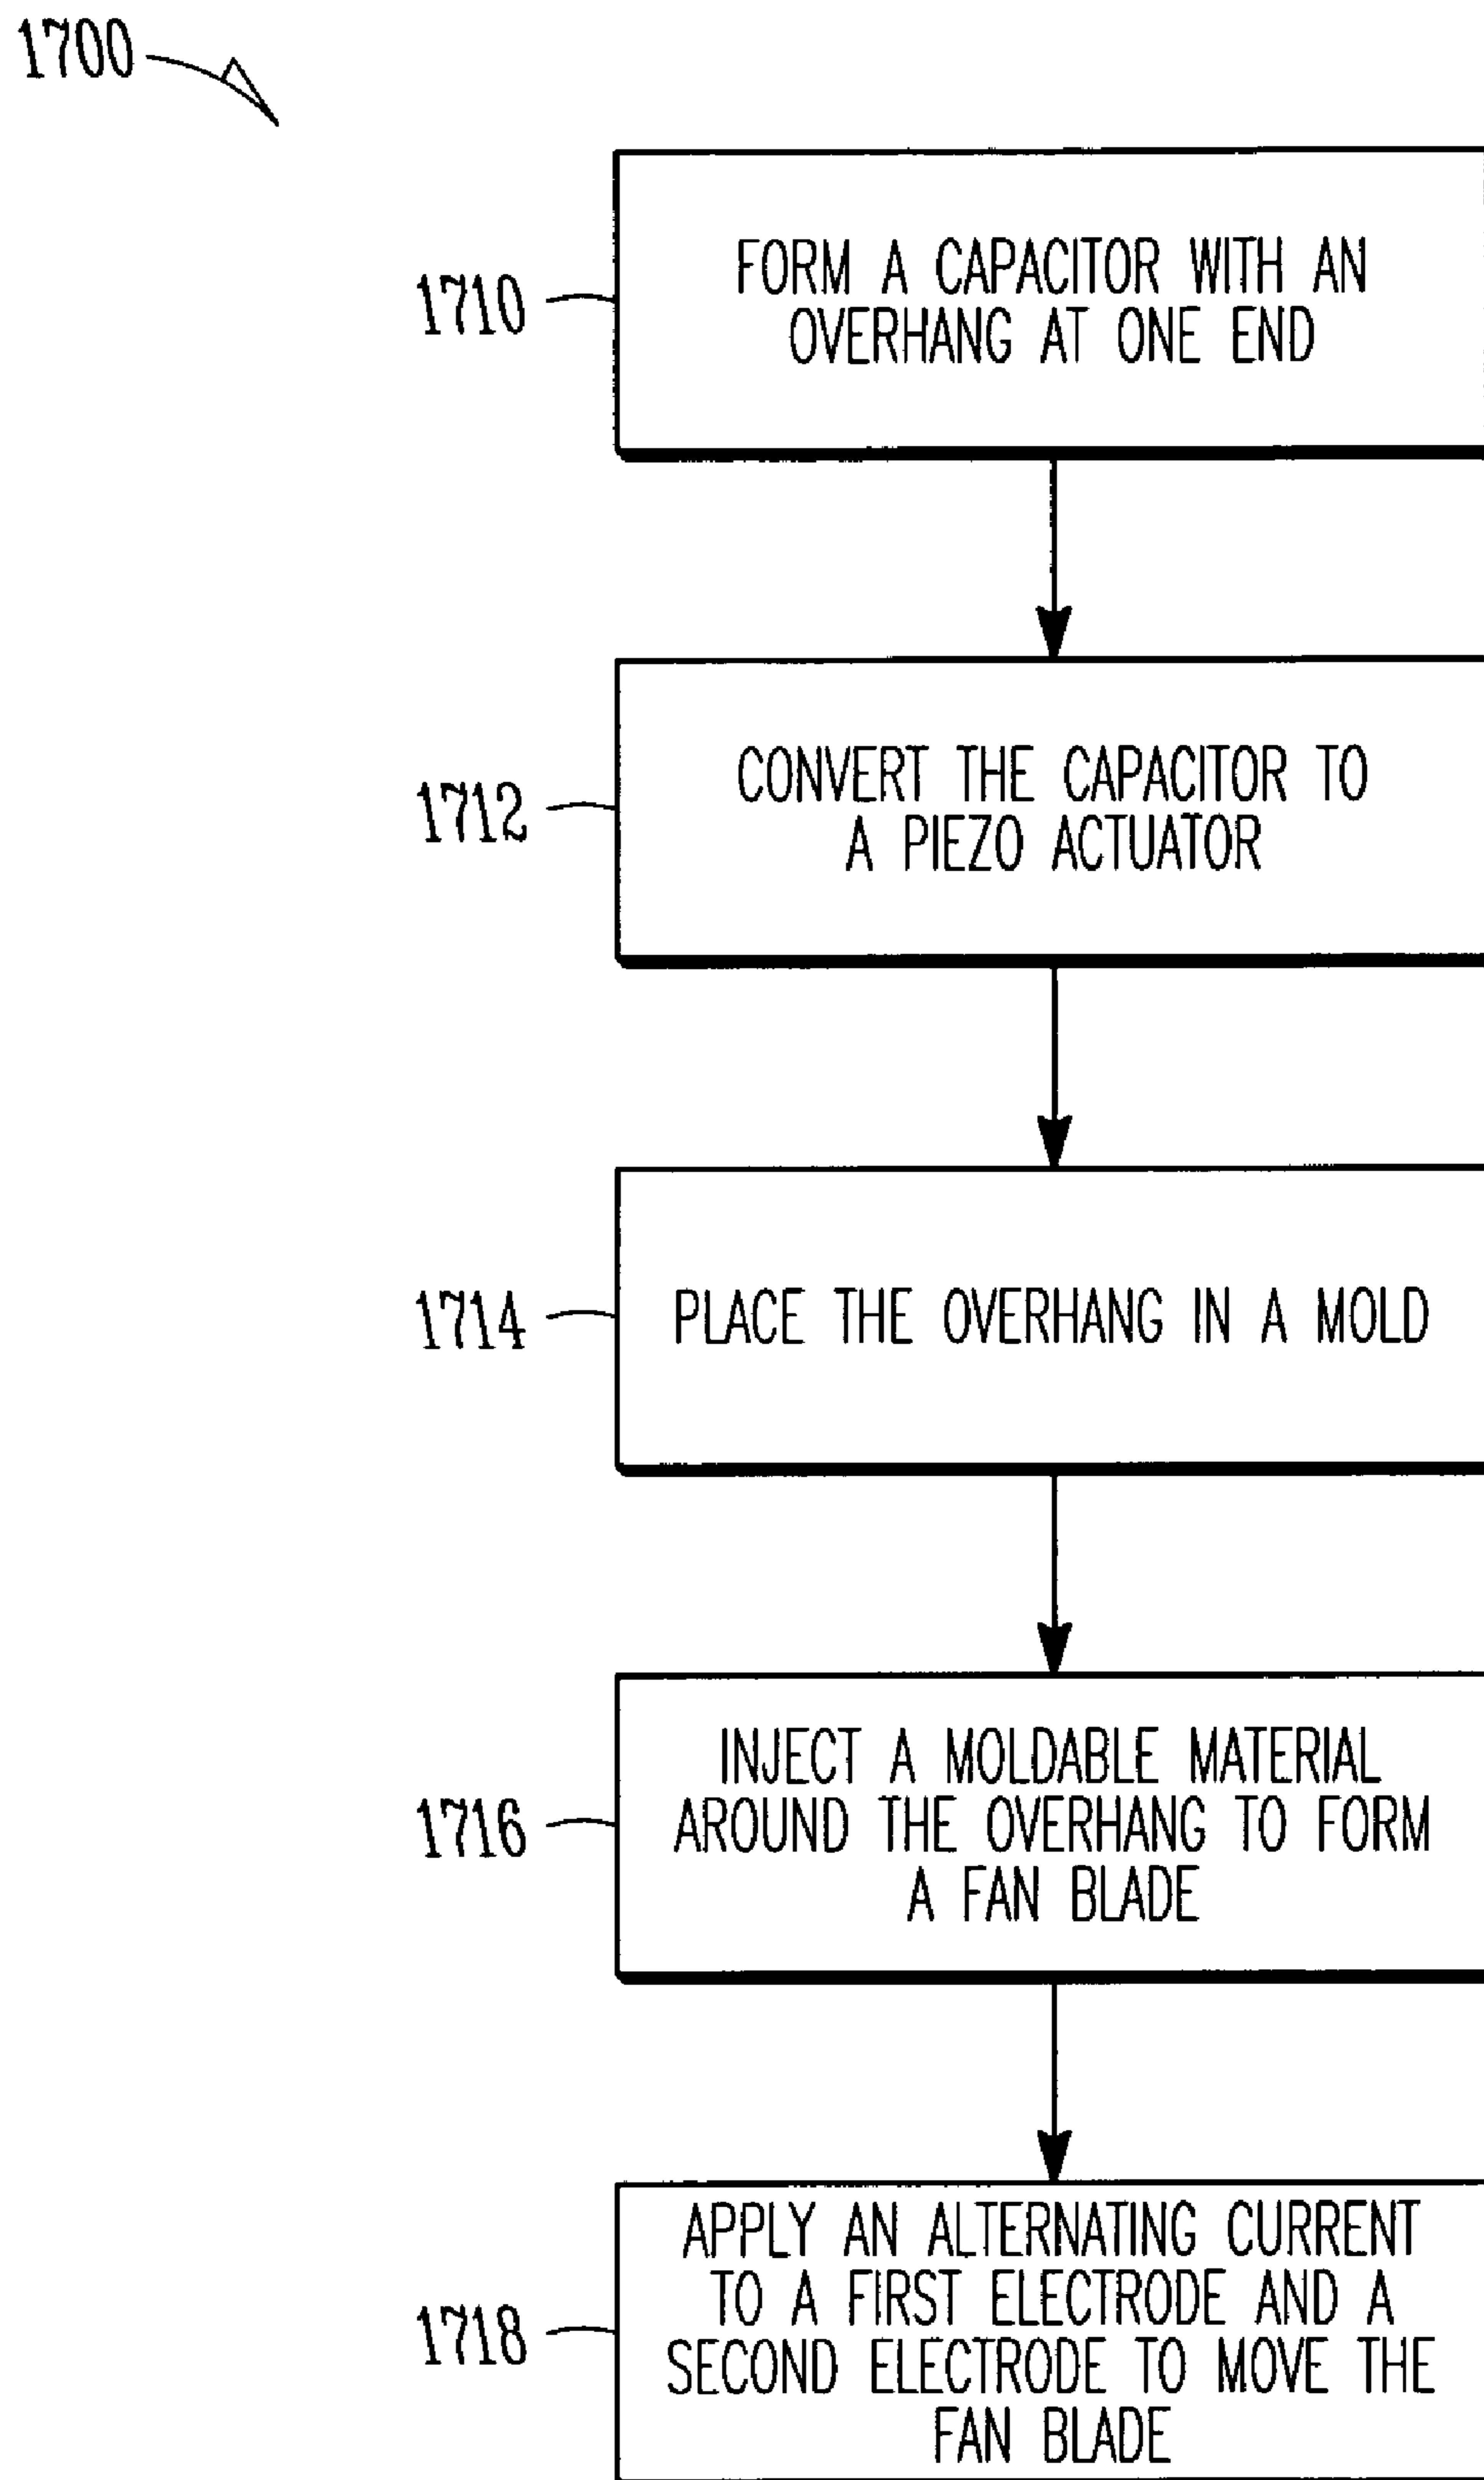 1700
1710
FORM A CAPACITOR WITH AN
OVERHANG AT ONE END
1712
CONVERT THE CAPACITOR TO
A PIEZO ACTUATOR
1714
PLACE THE OVERHANG IN A MOLD
1716
INJECT A MOLDABLE MATERIAL
AROUND THE OVERHANG TO FORM
A FAN BLADE
1718
APPLY AN ALTERNATING CURRENT
TO A FIRST ELECTRODE AND A
SECOND ELECTRODE TO MOVE THE
FAN BLADE